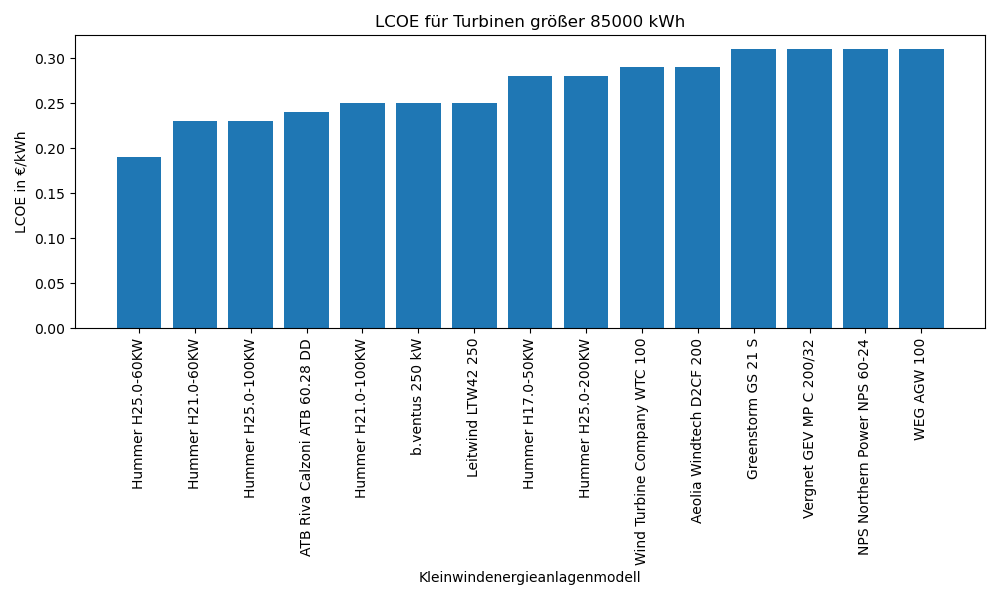 LCOE für Turbinen größer 85000 kWh
LCOE in €/kWh
0.30
0.25
0.20
0.15
0.10
0.05
0.00
Hummer H25.0-60KW
Hummer H21.0-60KW
Hummer H25.0-100KW
ATB Riva Calzoni ATB 60.28 DD
Hummer H21.0-100KW
b.ventus 250 kW
Leitwind LTW42 250
Hummer H17.0-50KW
Hummer H25.0-200KW
Wind Turbine Company WTC 100
Aeolia Windtech D2CF 200
Greenstorm GS 21 S
Vergnet GEV MP C 200/32
NPS Northern Power NPS 60-24
WEG AGW 100
Kleinwindenergieanlagenmodell